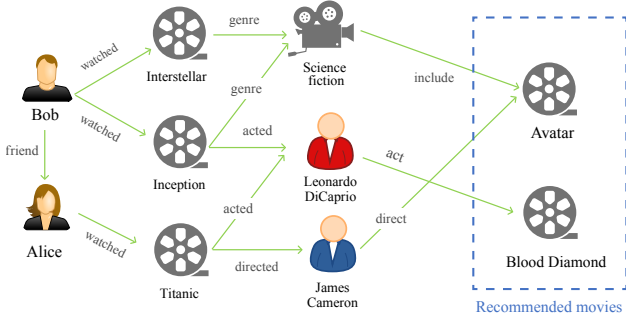 genre
watched
Interstellar
Science
fiction
genre
include
Bob
watched
acted
Avatar
friend
Inception
Leonardo
DiCaprio
act
acted
direct
Alice
watched
directed
Blood Diamond
Titanic
James
Cameron
Recommended movies